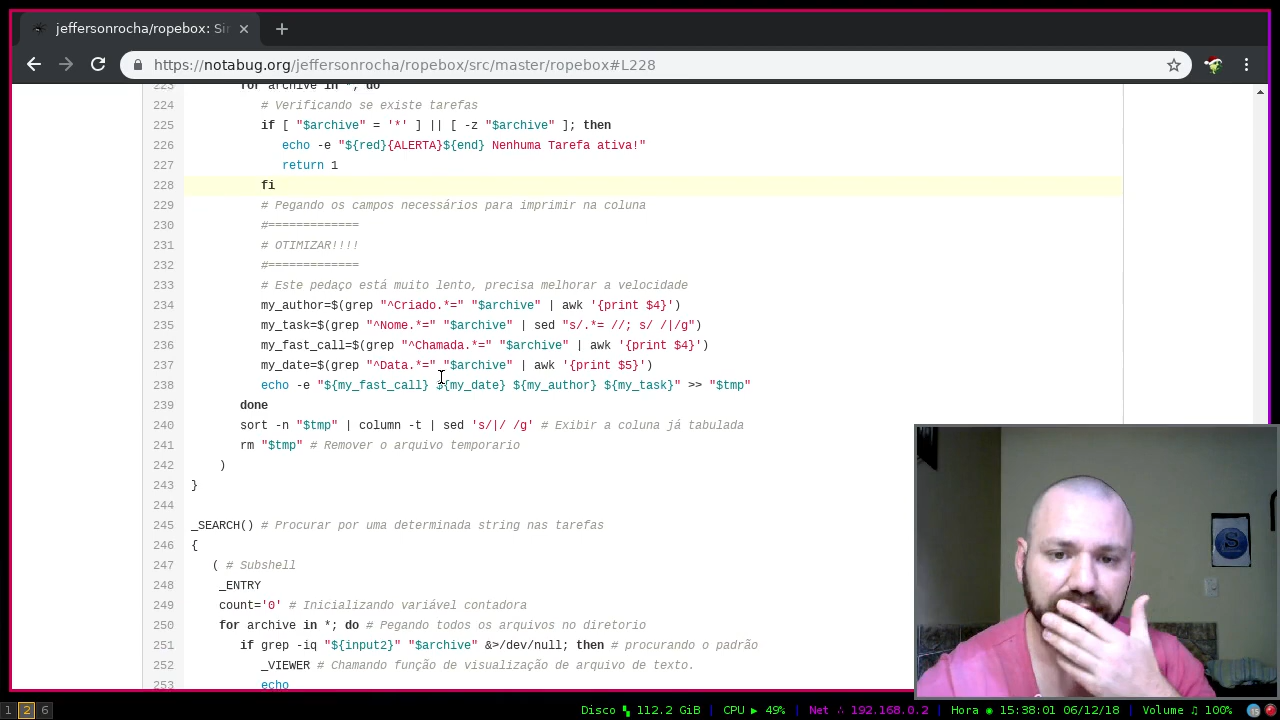 jeffersonrocha/ropebox: Sir
https://notabug.org/jeffersonrocha/ropebox/src/master/ropebox#L228
223 for archive in *; do
224 # Verificando se existe tarefas
225 if [ "$archive" = '*' ] || [ -z "$archive" ]; then
226 echo -e "${red}{ALERTA}${end} Nenhuma Tarefa ativa!"
227 return 1
228 fi
229 # Pegando os campos necessários para imprimir na coluna
230 #=============
231 # OTIMIZAR!!!!
232 #=============
233 # Este pedaço está muito lento, precisa melhorar a velocidade
234 my_author=$(grep "^Criado.*=" "$archive" | awk '{print $4}')
235 my_task=$(grep "^Nome.*=" "$archive" | sed "s/.*= //; s/ /|/g")
236 my_fast_call=$(grep "^Chamada.*=" "$archive" | awk '{print $4}')
237 my_date=$(grep "^Data.*=" "$archive" | awk '{print $5}')
238 echo -e "${my_fast_call} ${my_date} ${my_author} ${my_task}" >> "$tmp"
239 done
240 sort -n "$tmp" | column -t | sed 's/|/ /g' # Exibir a coluna já tabulada
241 rm "$tmp" # Remover o arquivo temporario
242 )
243 }
244
245 _SEARCH() # Procurar por uma determinada string nas tarefas
246 {
247 ( # Subshell
248 _ENTRY
249 count='0' # Inicializando variável contadora
250 for archive in *; do # Pegando todos os arquivos no diretorio
251 if grep -iq "${input2}" "$archive" &>/dev/null; then # procurando o padrão
252 _VIEWER # Chamando função de visualização de arquivo de texto.
253 echo
1 2 6 Disco 112.2 GiB | CPU ▶ 49% | Net ∴ 192.168.0.2 | Hora ◉ 15:38:01 06/12/18 | Volume ♫ 100%